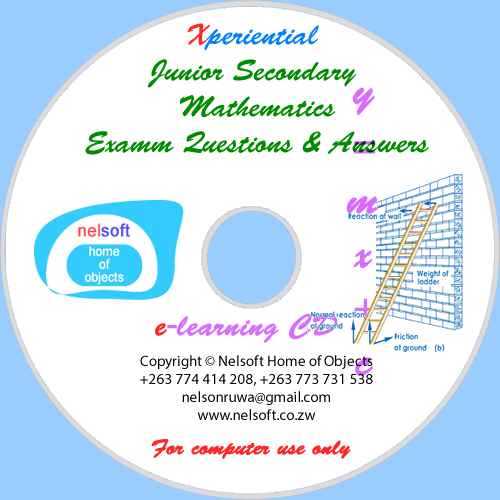 Xperiential
Junior Secondary
Mathematics
Examm Questions & Answers
y
=
m
x
+
c
nelsoft
home
of
objects
Reaction at wall
Weight of
ladder
Normal reaction
at ground
Friction
at ground (b)
e-learning CD
Copyright © Nelsoft Home of Objects
+263 774 414 208, +263 773 731 538
nelsonruwa@gmail.com
www.nelsoft.co.zw
For computer use only